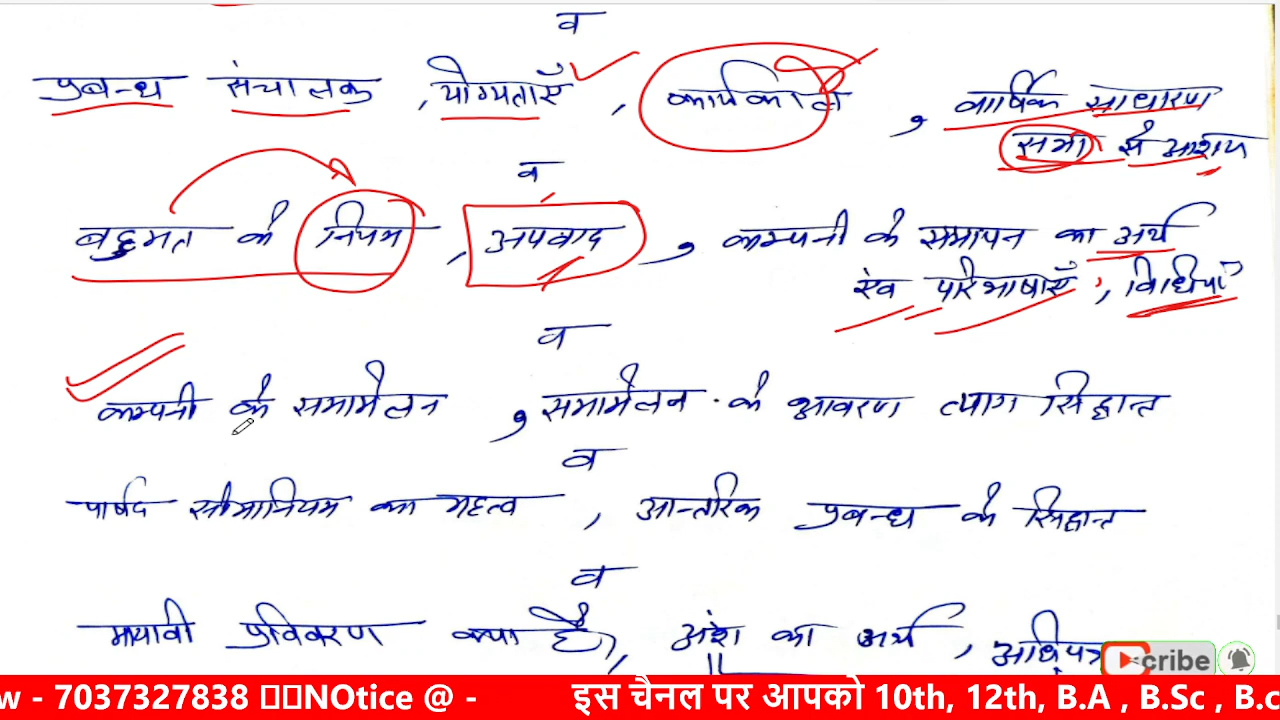 व
प्रबन्ध संचालक , योग्यताएँ , कार्यकाल , वार्षिक साधारण
सभा से आशय
व
बहुमत के नियम , अपवाद , कम्पनी के समापन का अर्थ
एंव परिभाषाएँ , विधियाँ
व
कम्पनी के समामेलन , समामेलन के आवरण त्याग सिद्धान्त
व
पार्षद सीमानियम का महत्व , आन्तरिक प्रबन्ध के सिद्धान्त
व
मायावी प्रविवरण क्या है , अंश का अर्थ , अधिपत्र
cribe
w - 7037327838 NOtice @ - इस चैनल पर आपको 10th, 12th, B.A , B.Sc , B.c